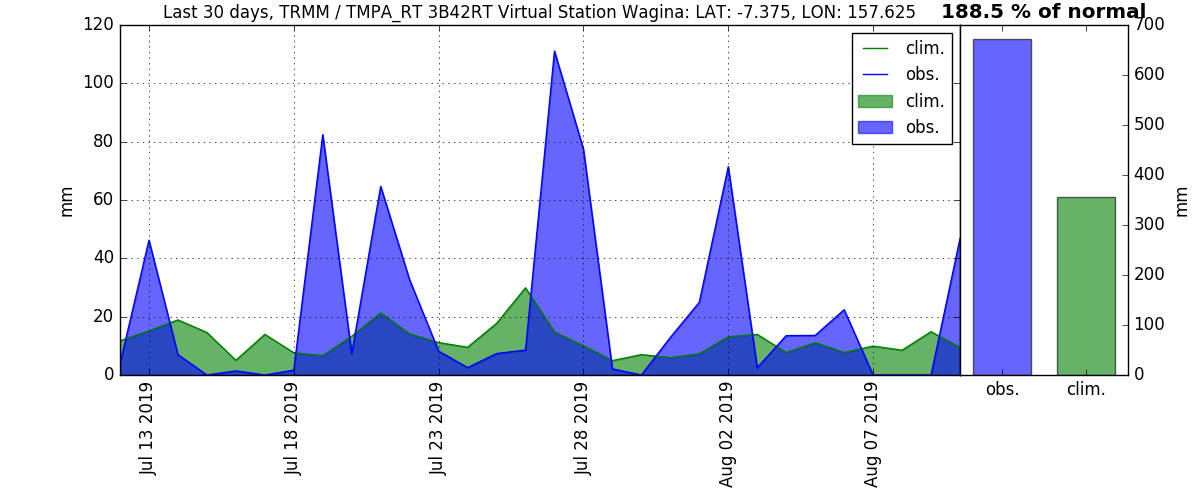 Last 30 days, TRMM / TMPA_RT 3B42RT Virtual Station Wagina: LAT: -7.375, LON: 157.625
188.5 % of normal
120
100
80
60
40
20
0
mm
clim.
obs.
clim.
obs.
700
600
500
400
300
200
100
0
mm
Jul 13 2019
Jul 18 2019
Jul 23 2019
Jul 28 2019
Aug 02 2019
Aug 07 2019
obs.
clim.